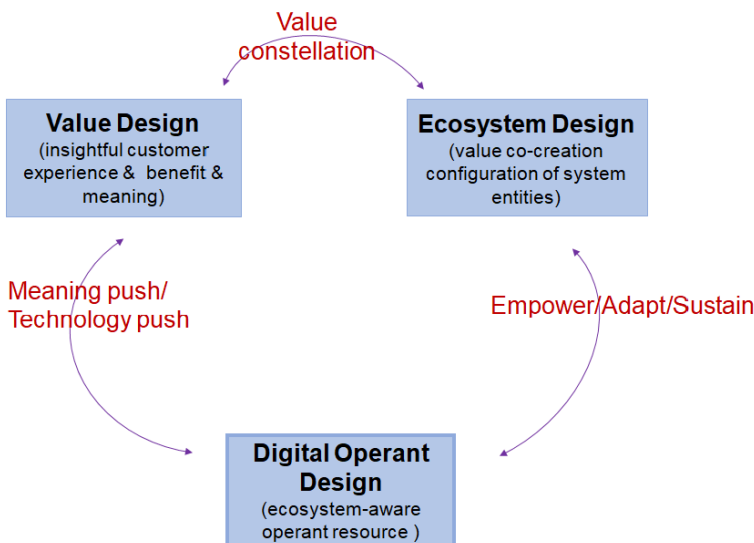 Value
constellation
Value Design
(insightful customer
experience & benefit &
meaning)
Ecosystem Design
(value co-creation
configuration of system
entities)
Meaning push/
Technology push
Empower/Adapt/Sustain
Digital Operant
Design
(ecosystem-aware
operant resource )